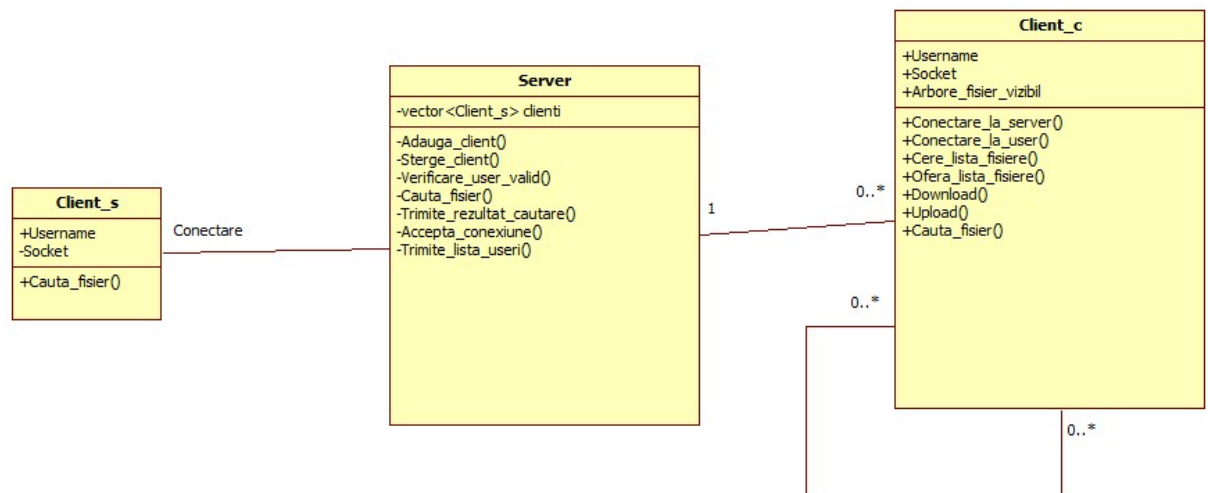 Client_s
+Username
-Socket
+Cauta_fisier()
Conectare
Server
-vector<Client_s> clienti
-Adauga_client()
-Sterge_client()
-Verificare_user_valid()
-Cauta_fisier()
-Trimite_rezultat_cautare()
-Accepta_conexiune()
-Trimite_lista_useri()
1
0..*
Client_c
+Username
+Socket
+Arbore_fisier_vizibil
+Conectare_la_server()
+Conectare_la_user()
+Cere_lista_fisiere()
+Ofera_lista_fisiere()
+Download()
+Upload()
+Cauta_fisier()
0..*
0..*